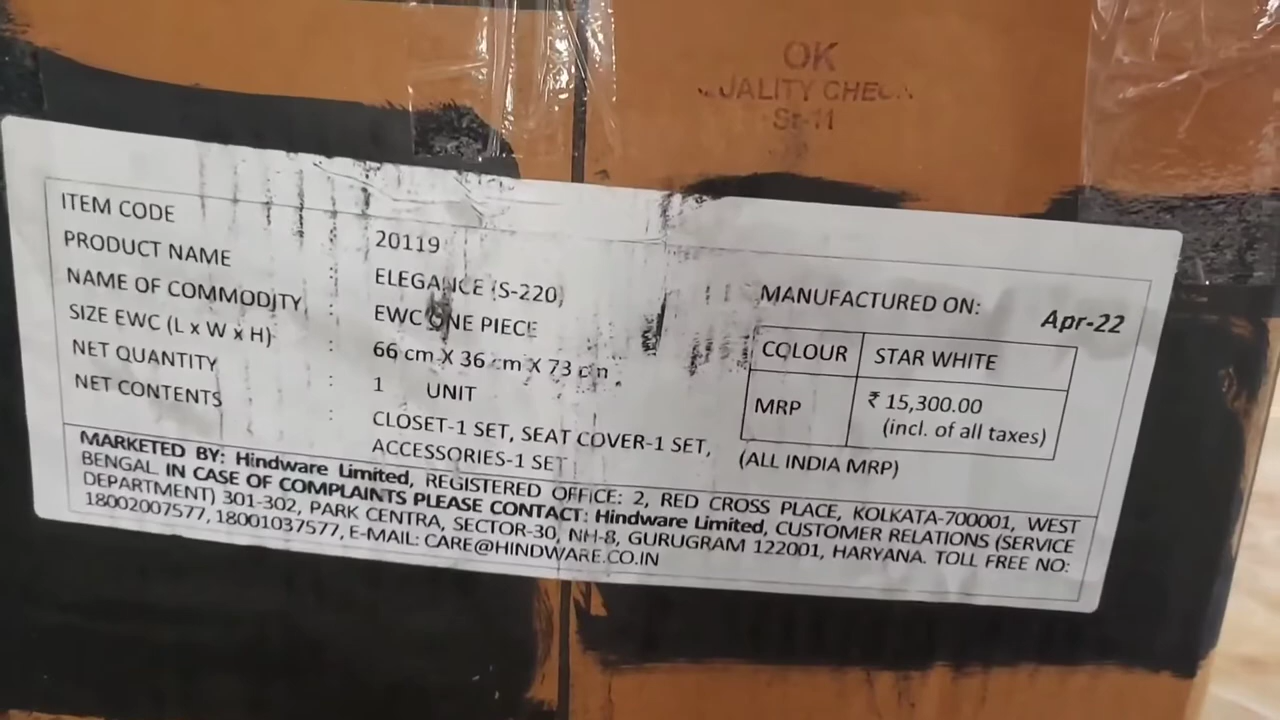 OK
QUALITY CHECK
Sr-11
ITEM CODE : 20119
PRODUCT NAME : ELEGANCE (S-220)
NAME OF COMMODITY : EWC ONE PIECE
SIZE EWC (L x W x H) : 66 cm X 36 cm X 73 cm
NET QUANTITY : 1 UNIT
NET CONTENTS : CLOSET-1 SET, SEAT COVER-1 SET,
ACCESSORIES-1 SET
MANUFACTURED ON: Apr-22
COLOUR STAR WHITE
MRP ₹ 15,300.00
(incl. of all taxes)
(ALL INDIA MRP)
MARKETED BY: Hindware Limited, REGISTERED OFFICE: 2, RED CROSS PLACE, KOLKATA-700001, WEST
BENGAL. IN CASE OF COMPLAINTS PLEASE CONTACT: Hindware Limited, CUSTOMER RELATIONS (SERVICE
DEPARTMENT) 301-302, PARK CENTRA, SECTOR-30, NH-8, GURUGRAM 122001, HARYANA. TOLL FREE NO:
18002007577, 18001037577, E-MAIL: CARE@HINDWARE.CO.IN